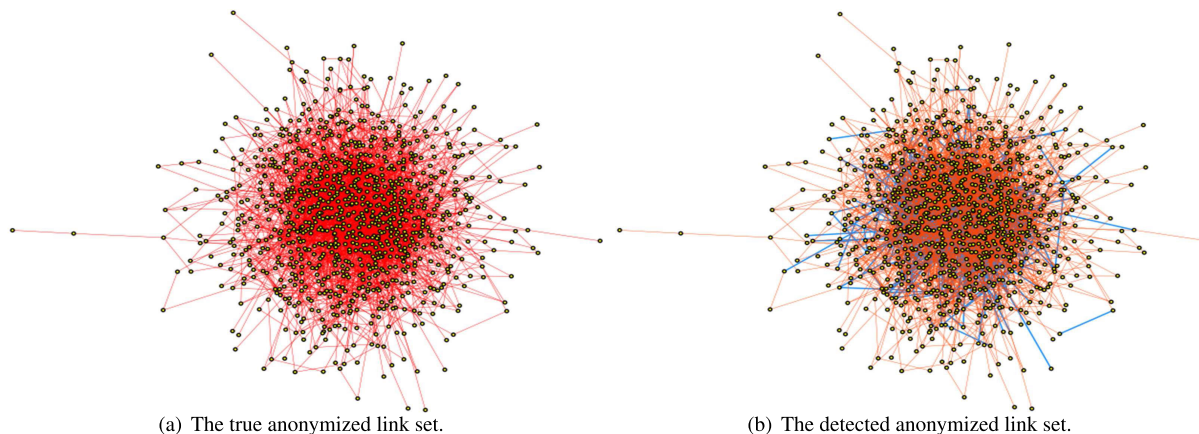 (a) The true anonymized link set.
(b) The detected anonymized link set.